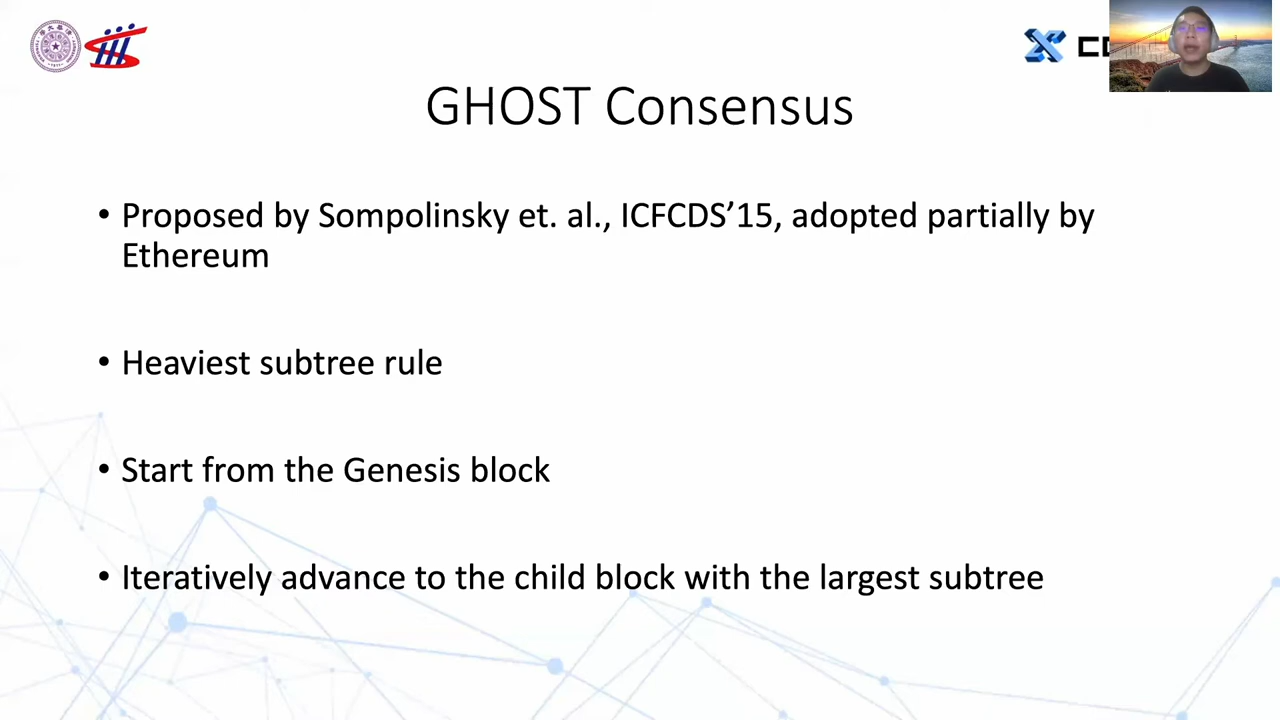 GHOST Consensus
• Proposed by Sompolinsky et. al., ICFCDS’15, adopted partially by
Ethereum
• Heaviest subtree rule
• Start from the Genesis block
• Iteratively advance to the child block with the largest subtree